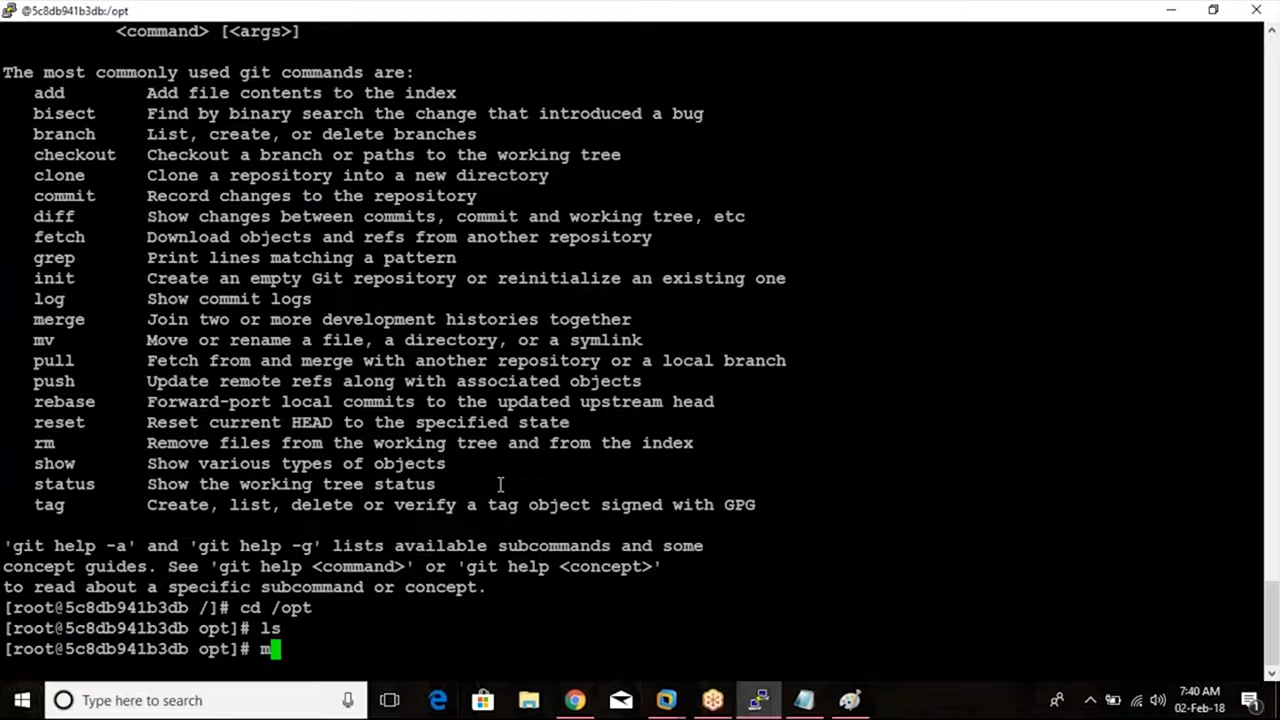 @5c8db941b3db:/opt
<command> [<args>]
The most commonly used git commands are:
add Add file contents to the index
bisect Find by binary search the change that introduced a bug
branch List, create, or delete branches
checkout Checkout a branch or paths to the working tree
clone Clone a repository into a new directory
commit Record changes to the repository
diff Show changes between commits, commit and working tree, etc
fetch Download objects and refs from another repository
grep Print lines matching a pattern
init Create an empty Git repository or reinitialize an existing one
log Show commit logs
merge Join two or more development histories together
mv Move or rename a file, a directory, or a symlink
pull Fetch from and merge with another repository or a local branch
push Update remote refs along with associated objects
rebase Forward-port local commits to the updated upstream head
reset Reset current HEAD to the specified state
rm Remove files from the working tree and from the index
show Show various types of objects
status Show the working tree status
tag Create, list, delete or verify a tag object signed with GPG
'git help -a' and 'git help -g' lists available subcommands and some
concept guides. See 'git help <command>' or 'git help <concept>'
to read about a specific subcommand or concept.
[root@5c8db941b3db /]# cd /opt
[root@5c8db941b3db opt]# ls
[root@5c8db941b3db opt]# m
Type here to search
7:40 AM
02-Feb-18
1